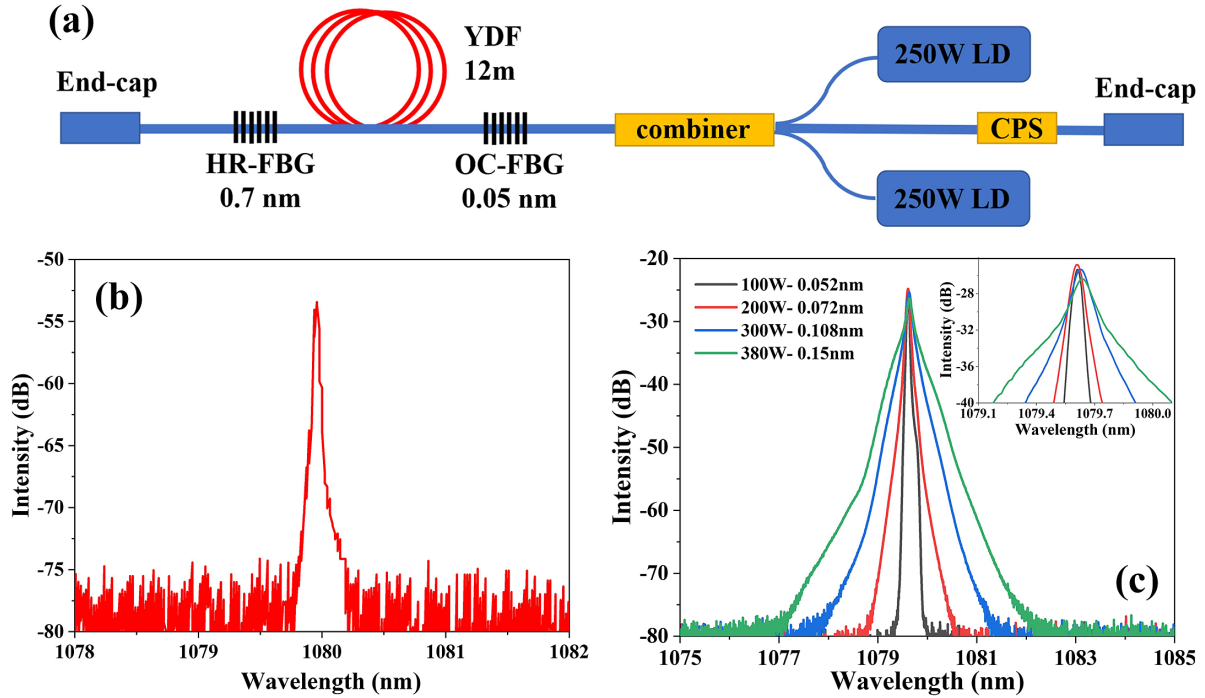 (a)
End-cap
YDF
12m
250W LD
End-cap
combiner
CPS
HR-FBG
0.7 nm
OC-FBG
0.05 nm
250W LD
(b)
Intensity (dB)
-50
-55
-60
-65
-70
-75
-80
1078
1079
1080
1081
1082
Wavelength (nm)
(c)
Intensity (dB)
-20
-30
-40
-50
-60
-70
-80
1075
1077
1079
1081
1083
1085
Wavelength (nm)
100W- 0.052nm
200W- 0.072nm
300W- 0.108nm
380W- 0.15nm
Intensity (dB)
-28
-32
-36
-40
1079.1
1079.4
1079.7
1080.0
Wavelength (nm)